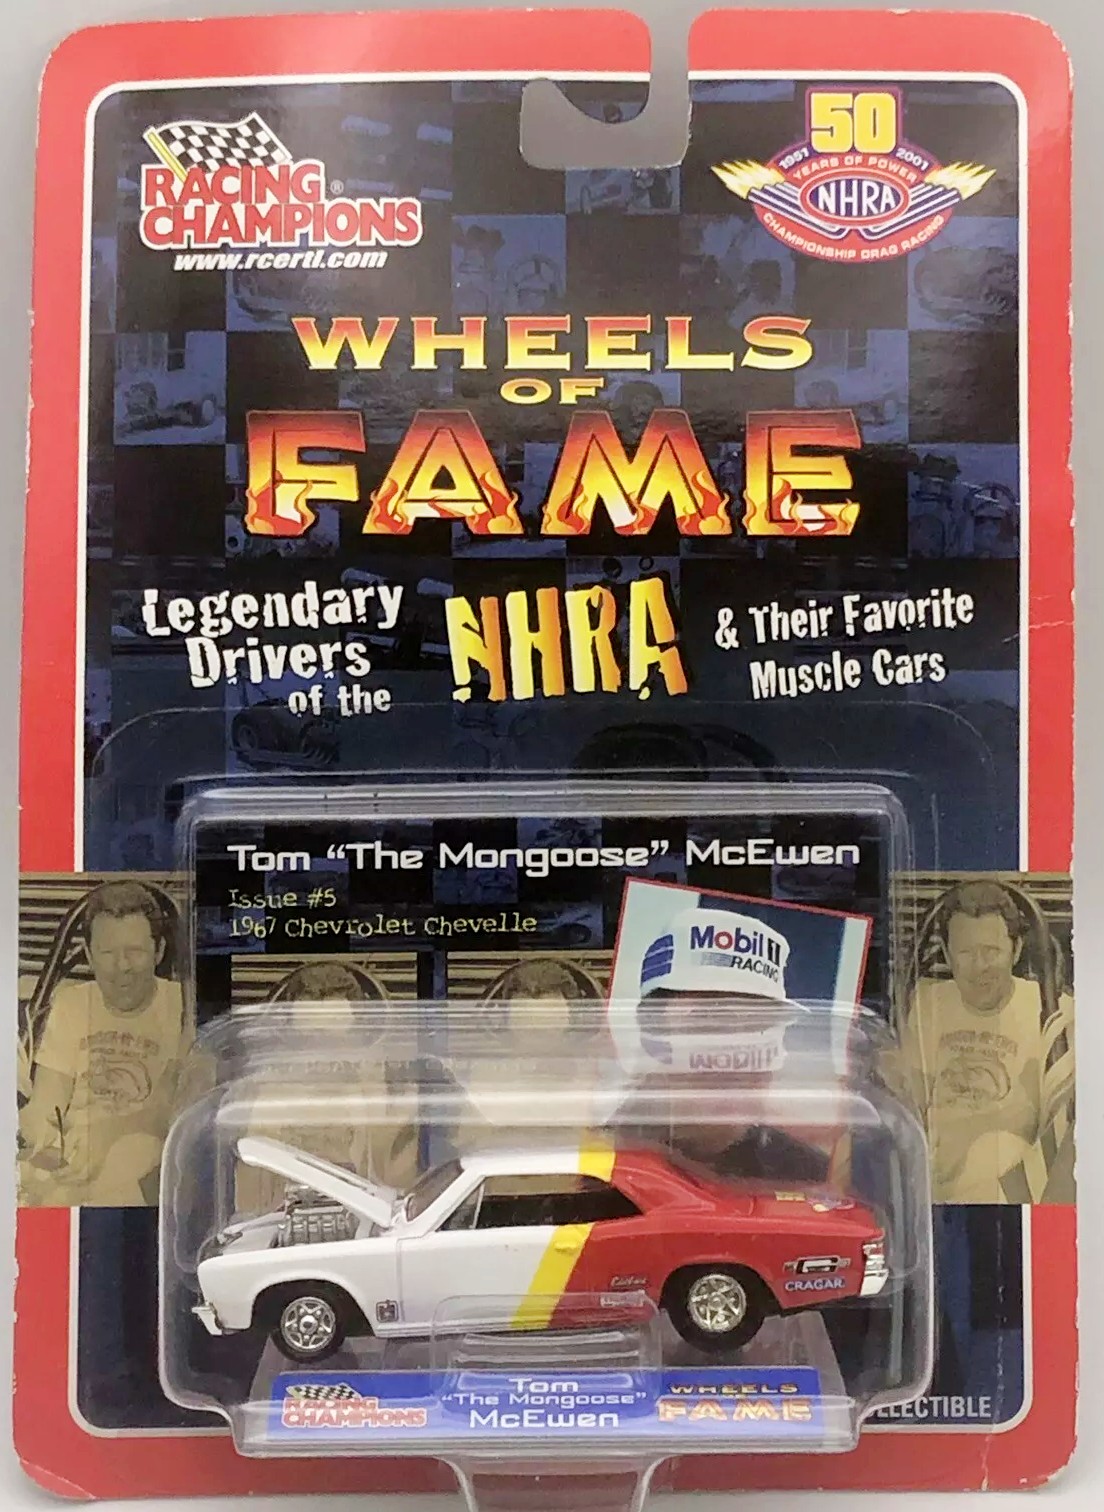 RACING®
CHAMPIONS
www.rcertl.com
50
1951 2001
YEARS OF POWER
NHRA
CHAMPIONSHIP DRAG RACING
WHEELS
OF
FAME
Legendary
Drivers
of the
NHRA
& Their Favorite
Muscle Cars
Tom "The Mongoose" McEwen
Issue #5
1967 Chevrolet Chevelle
Mobil 1
RACING
CRAGAR
RACING
CHAMPIONS
Tom
"The Mongoose"
McEwen
WHEELS
OF
FAME
LLECTIBLE